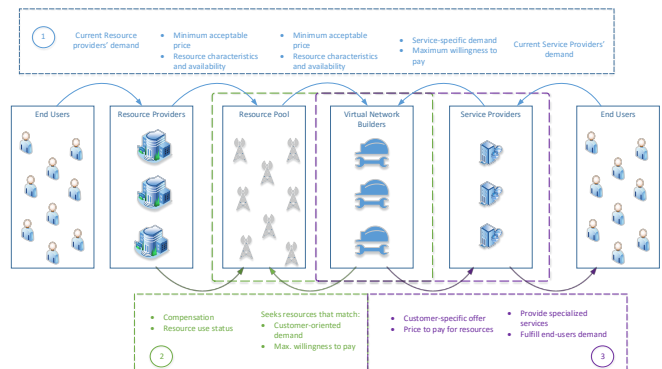 1
Current Resource
providers' demand
• Minimum acceptable
price
• Resource characteristics
and availability
• Minimum acceptable
price
• Resource characteristics
and availability
• Service-specific demand
• Maximum willingness to
pay
Current Service Providers'
demand
End Users
Resource Providers
Resource Pool
Virtual Network
Builders
Service Providers
End Users
• Compensation
• Resource use status
Seeks resources that match:
• Customer-oriented
demand
• Max. willingness to pay
2
• Customer-specific offer
• Price to pay for resources
• Provide specialized
services
• Fulfill end-users demand
3